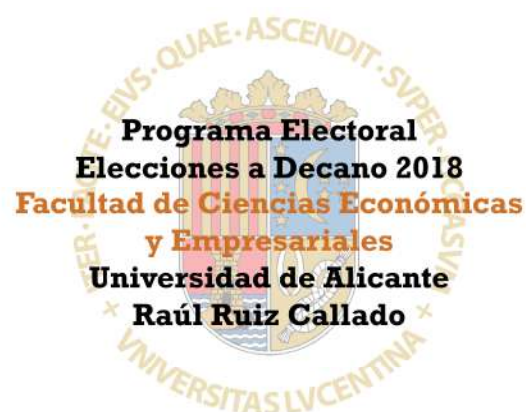 QUAE · ASCENDIT · SVPER
Programa Electoral
Elecciones a Decano 2018
Facultad de Ciencias Económicas
y Empresariales
Universidad de Alicante
Raúl Ruiz Callado
VNIVERSITAS LVCENTINA